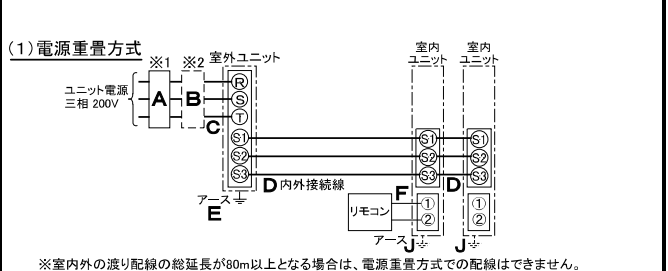 (1)電源重畳方式
※1 ※2 室外ユニット
室内
ユニット
室内
ユニット
ユニット電源
三相 200V
A
B
C
R
S
T
S1
S2
S3
S1
S2
S3
S1
S2
S3
D 内外接続線
D
アース
E
リモコン
F
①
②
①
②
アース J
J
※室内外の渡り配線の総延長が80m以上となる場合は、電源重畳方式での配線はできません。